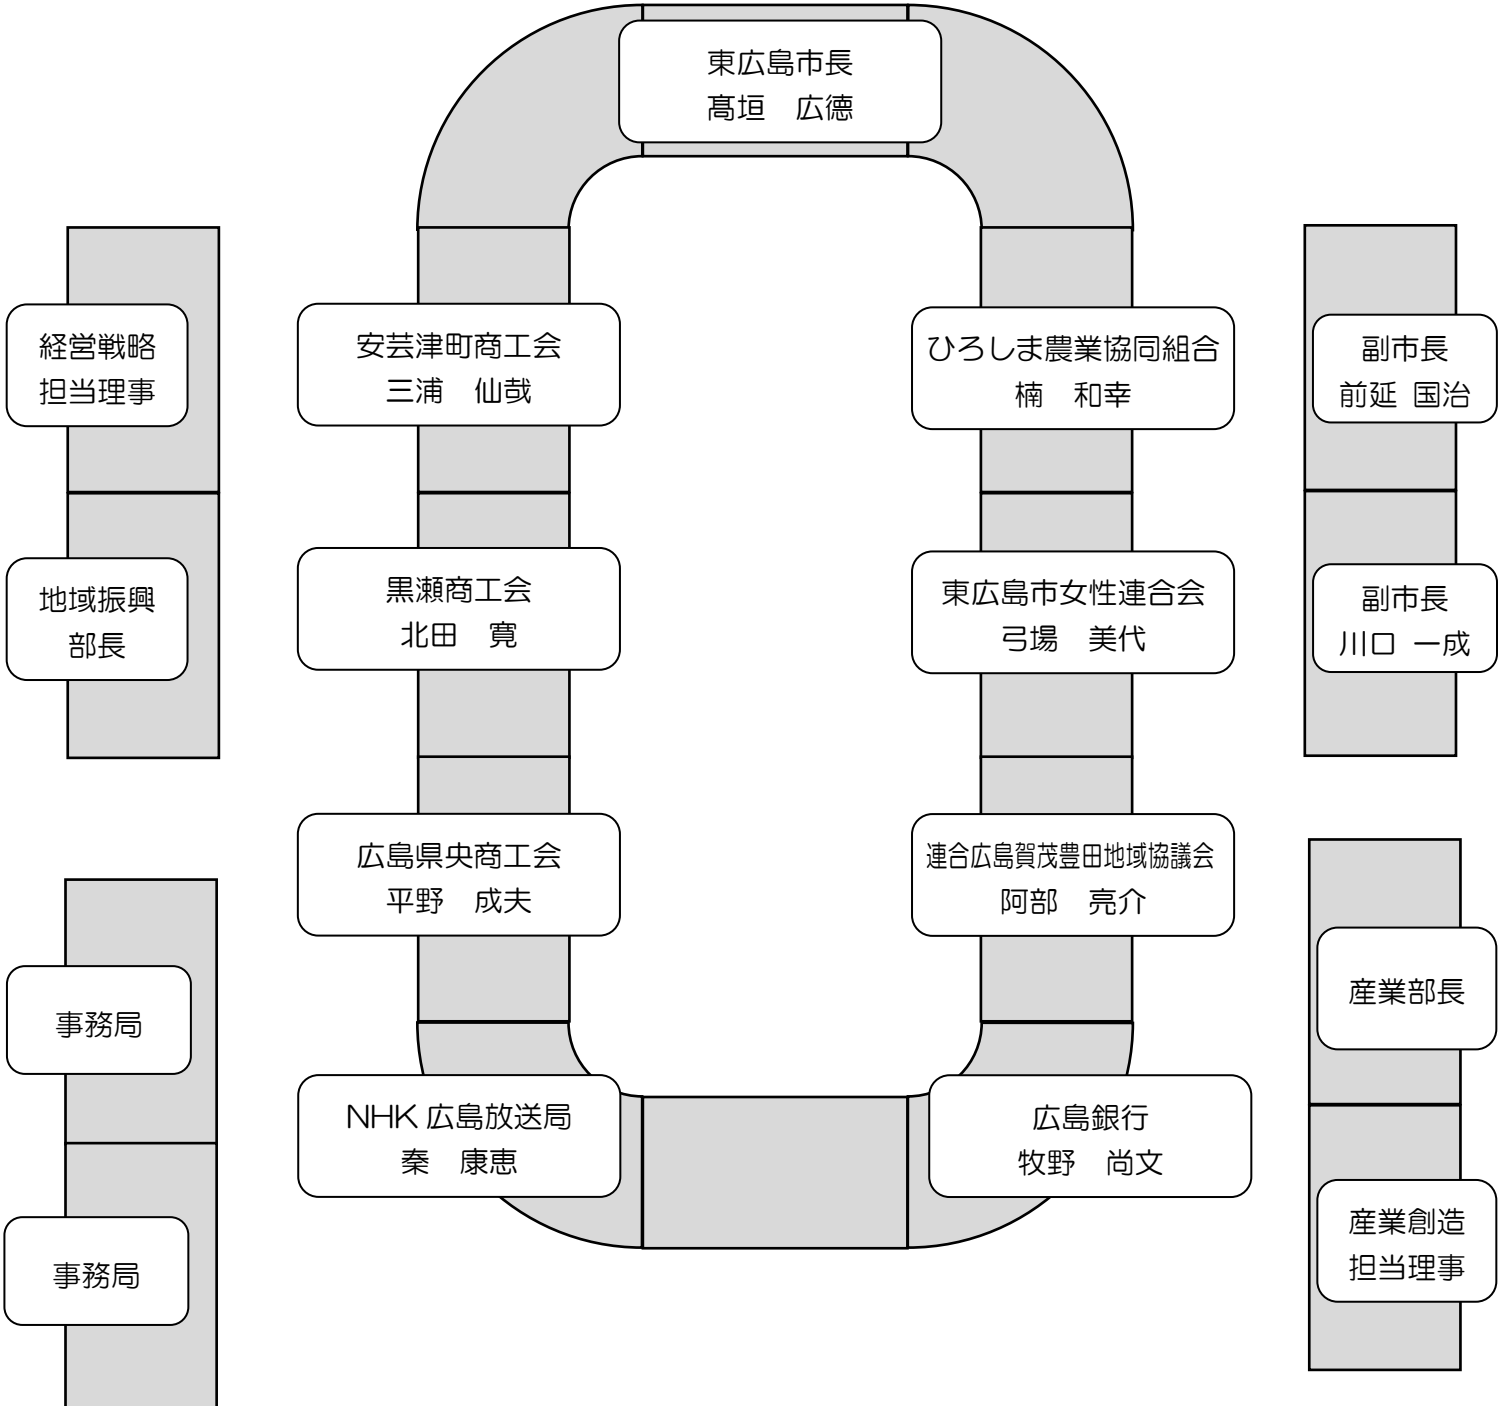 東広島市長
髙垣　広德
経営戦略
担当理事
安芸津町商工会
三浦　仙哉
ひろしま農業協同組合
楠　和幸
副市長
前延 国治
地域振興
部長
黒瀬商工会
北田　寛
東広島市女性連合会
弓場　美代
副市長
川口 一成
広島県央商工会
平野　成夫
連合広島賀茂豊田地域協議会
阿部　亮介
事務局
産業部長
NHK 広島放送局
秦　康恵
広島銀行
牧野　尚文
事務局
産業創造
担当理事